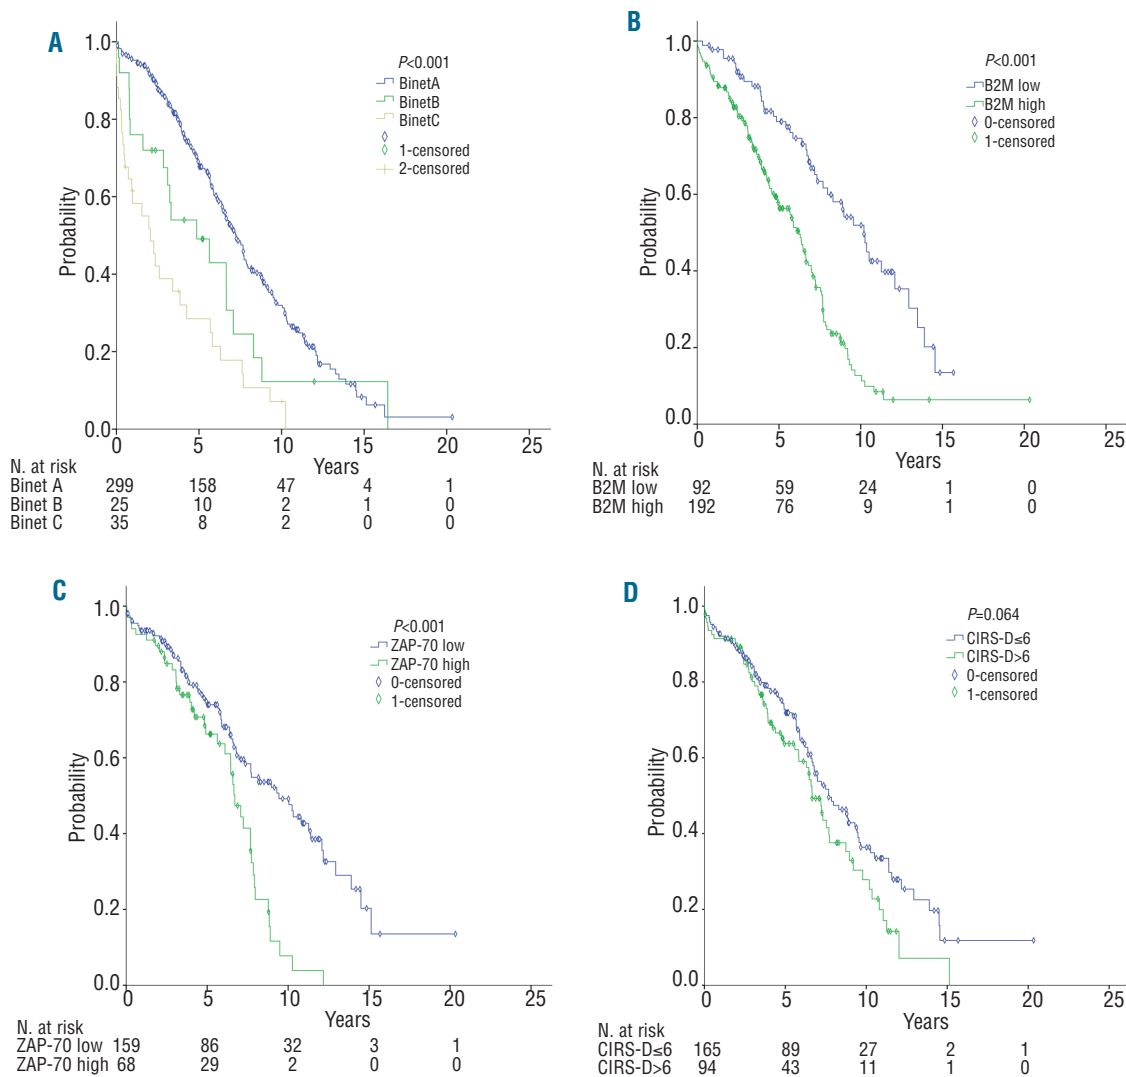 A
1.0
0.8
0.6
0.4
0.2
0.0
Probability
P<0.001
BinetA
BinetB
BinetC
1-censored
2-censored
0 5 10 15 20 25
Years
N. at risk
Binet A 299 158 47 4 1
Binet B 25 10 2 1 0
Binet C 35 8 2 0 0
B
1.0
0.8
0.6
0.4
0.2
0.0
Probability
P<0.001
B2M low
B2M high
0-censored
1-censored
0 5 10 15 20 25
Years
N. at risk
B2M low 92 59 24 1 0
B2M high 192 76 9 1 0
C
1.0
0.8
0.6
0.4
0.2
0.0
Probability
P<0.001
ZAP-70 low
ZAP-70 high
0-censored
1-censored
0 5 10 15 20 25
Years
N. at risk
ZAP-70 low 159 86 32 3 1
ZAP-70 high 68 29 2 0 0
D
1.0
0.8
0.6
0.4
0.2
0.0
Probability
P=0.064
CIRS-D≤6
CIRS-D>6
0-censored
1-censored
0 5 10 15 20 25
Years
N. at risk
CIRS-D≤6 165 89 27 2 1
CIRS-D>6 94 43 11 1 0